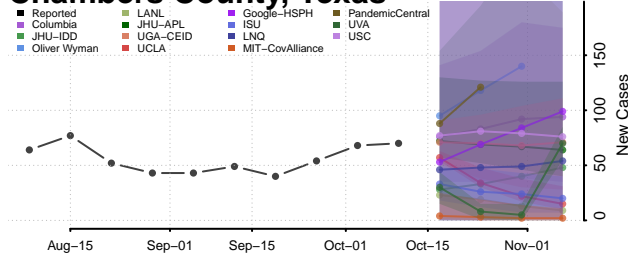 Chambers County, Texas
Reported LANL Google−HSPH PandemicCentral
Columbia JHU−APL ISU UVA
JHU−IDD UGA−CEID LNQ USC
Oliver Wyman UCLA MIT−CovAlliance
150
100
50
0
New Cases
Aug−15 Sep−01 Sep−15 Oct−01 Oct−15 Nov−01